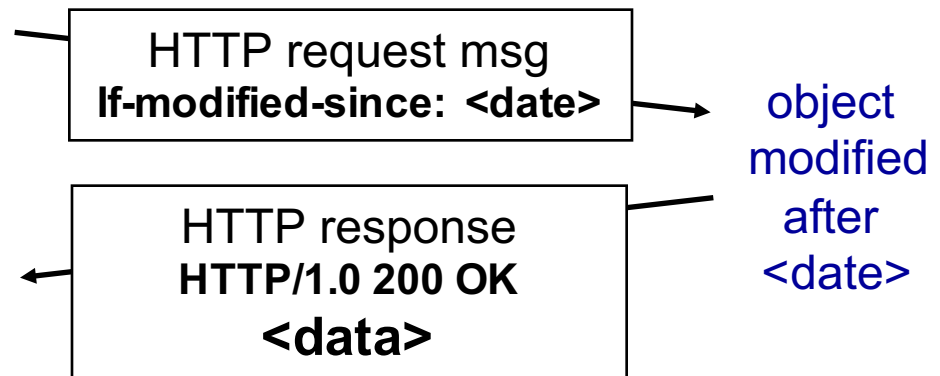 HTTP request msg
If-modified-since: <date>
object
modified
after
<date>
HTTP response
HTTP/1.0 200 OK
<data>